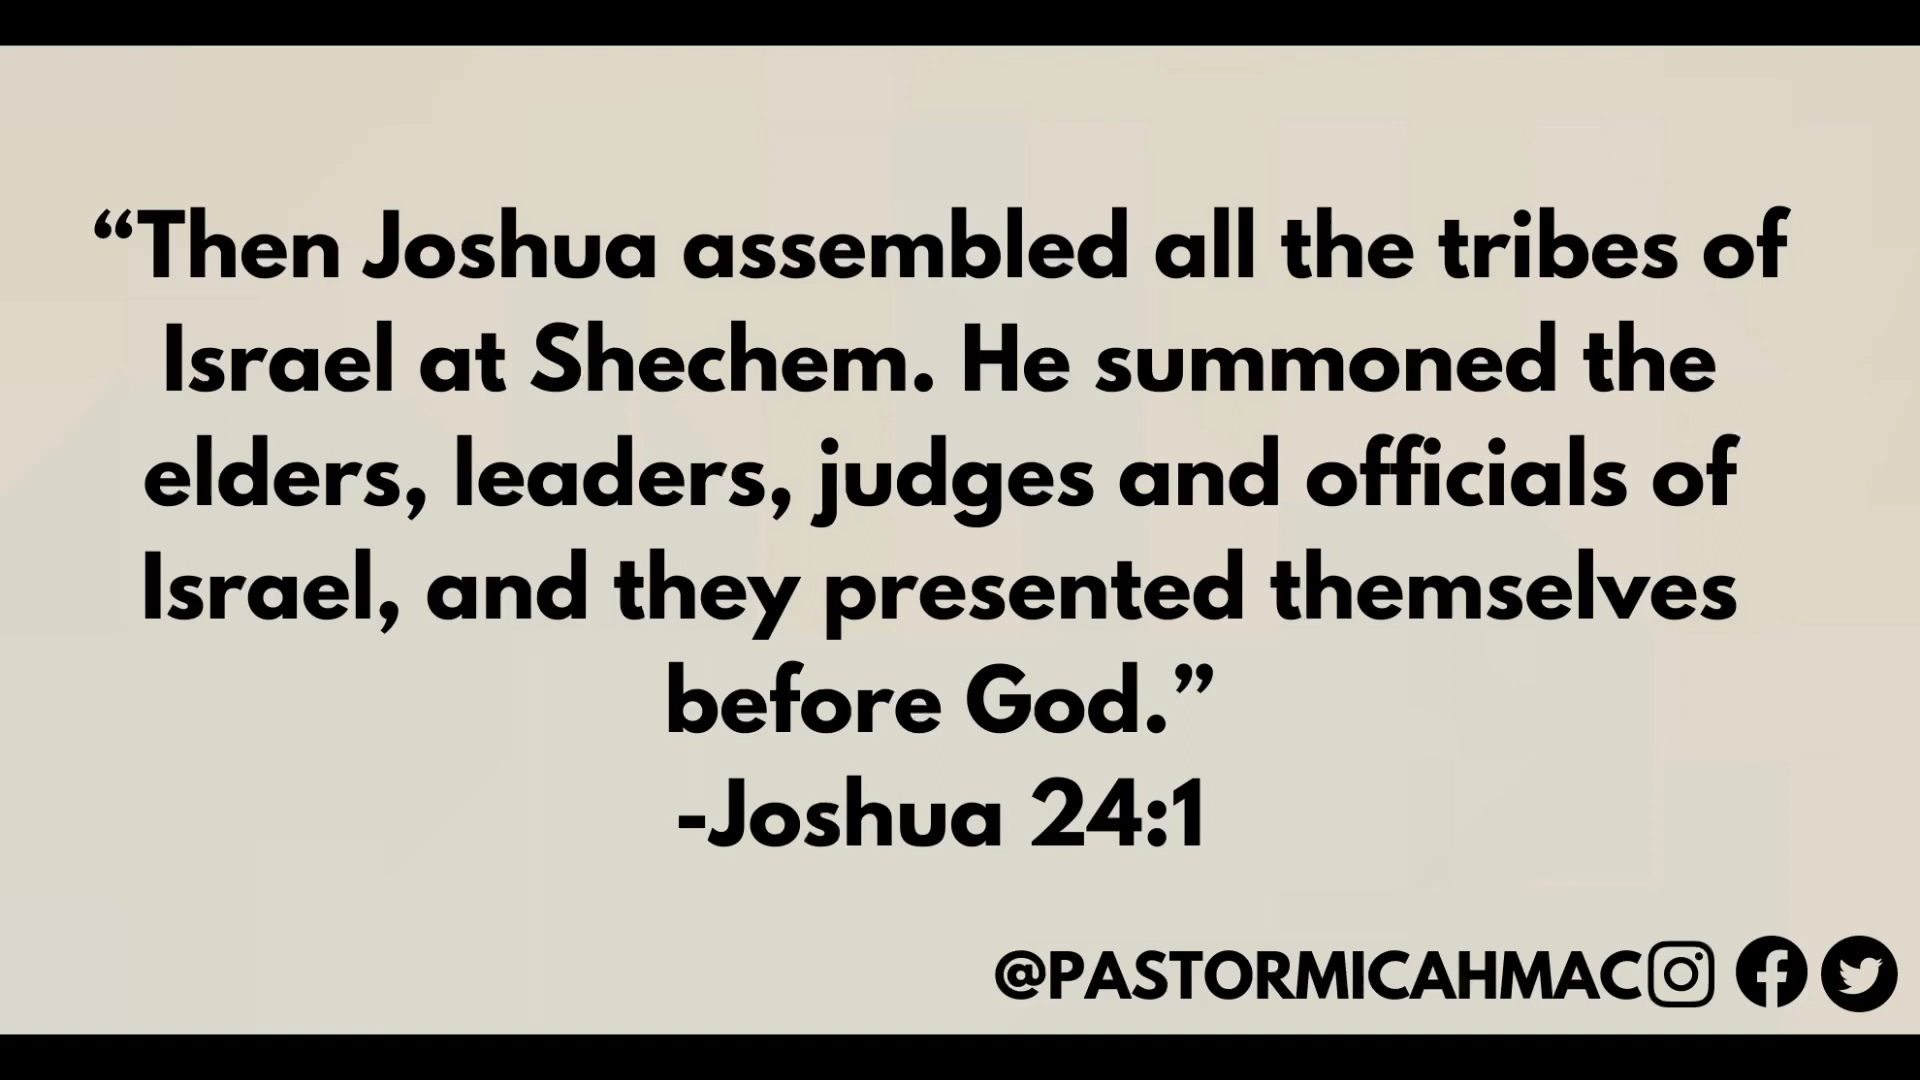 “Then Joshua assembled all the tribes of
Israel at Shechem. He summoned the
elders, leaders, judges and officials of
Israel, and they presented themselves
before God.”
-Joshua 24:1
@PASTORMICAHMAC